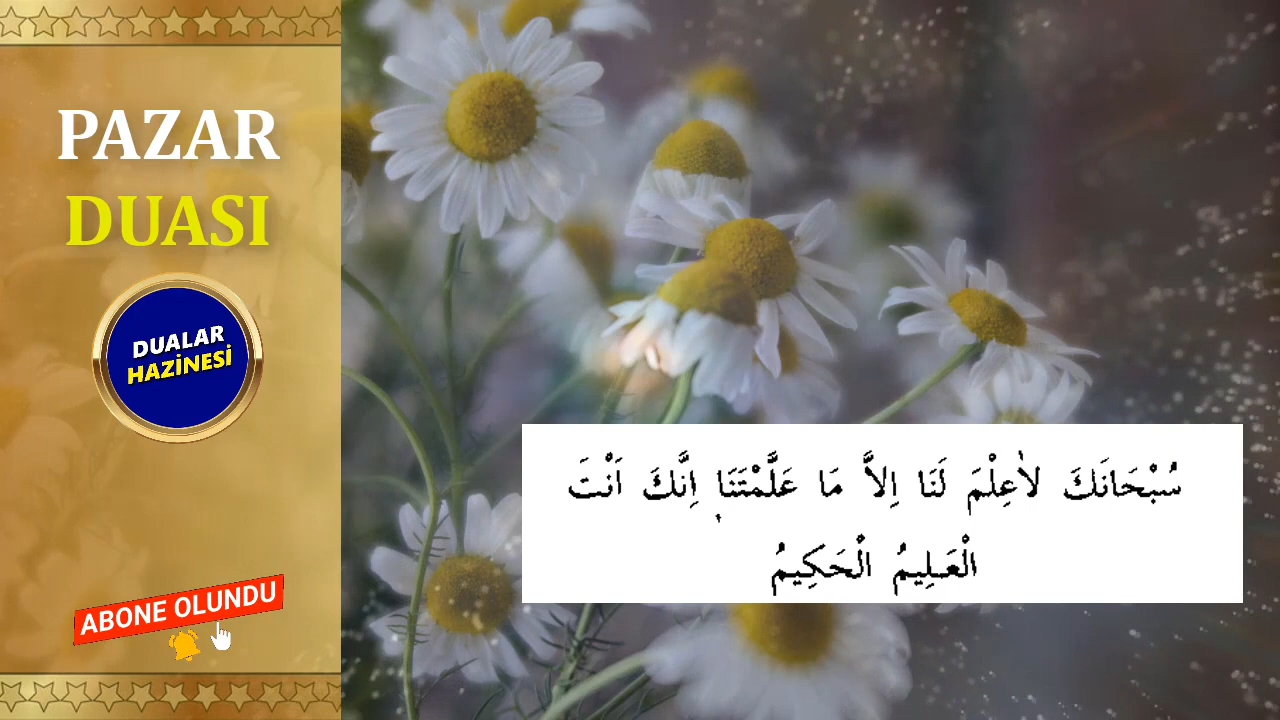 PAZAR
DUASI
DUALAR
HAZİNESİ
ABONE OLUNDU
سُبْحَانَكَ لاٰعِلْمَ لَنَا اِلاَّ مَا عَلَّمْتَنَا اِنَّكَ اَنْتَ
الْعَلِيمُ الْحَكِيمُ